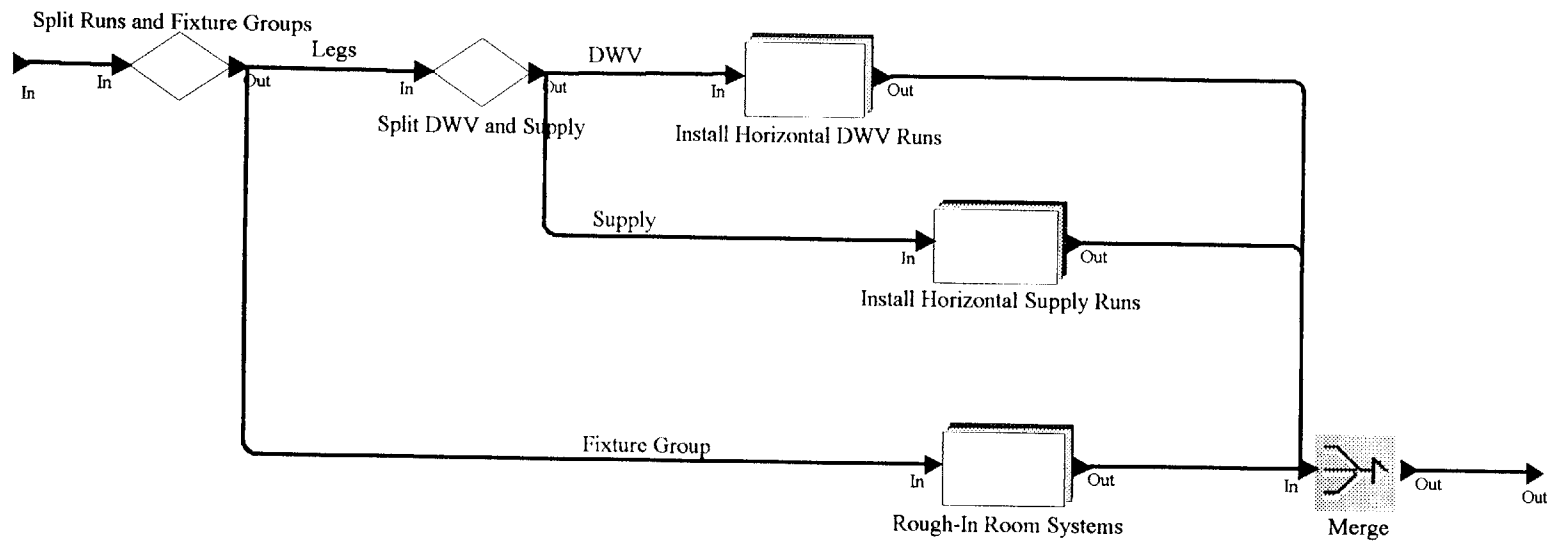 Split Runs and Fixture Groups
Legs
DWV
In
In
Out
In
Out
In
Out
Split DWV and Supply
Install Horizontal DWV Runs
Supply
In
Out
Install Horizontal Supply Runs
Fixture Group
In
Out
In
Out
Out
Rough-In Room Systems
Merge